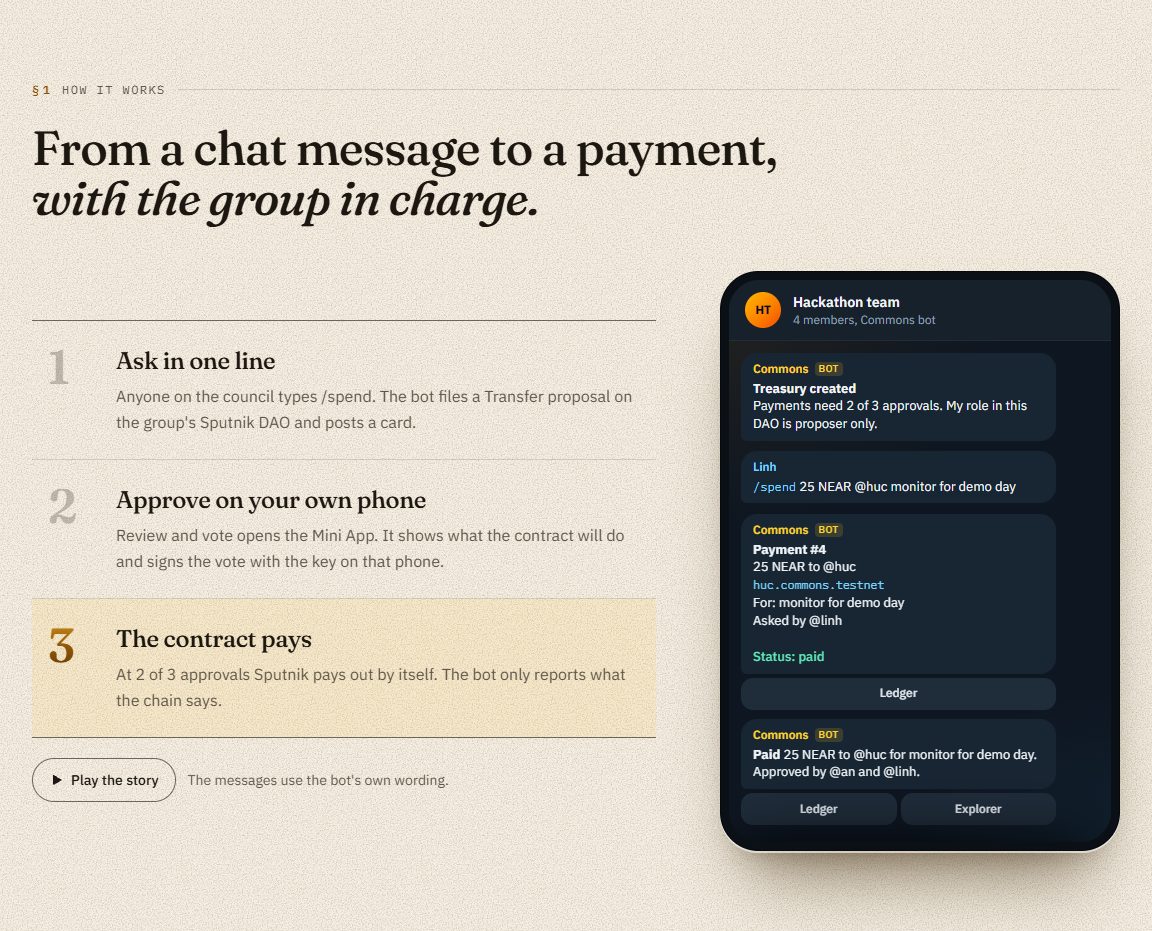 §1 HOW IT WORKS
From a chat message to a payment,
with the group in charge.
1
Ask in one line
Anyone on the council types /spend. The bot files a Transfer proposal on
the group's Sputnik DAO and posts a card.
2
Approve on your own phone
Review and vote opens the Mini App. It shows what the contract will do
and signs the vote with the key on that phone.
3
The contract pays
At 2 of 3 approvals Sputnik pays out by itself. The bot only reports what
the chain says.
▶ Play the story
The messages use the bot's own wording.
HT
Hackathon team
4 members, Commons bot
Commons BOT
Treasury created
Payments need 2 of 3 approvals. My role in this
DAO is proposer only.
Linh
/spend 25 NEAR @huc monitor for demo day
Commons BOT
Payment #4
25 NEAR to @huc
huc.commons.testnet
For: monitor for demo day
Asked by @linh
Status: paid
Ledger
Commons BOT
Paid 25 NEAR to @huc for monitor for demo day.
Approved by @an and @linh.
Ledger
Explorer